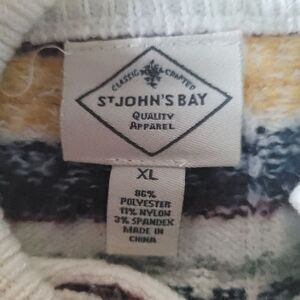 CLASSIC CRAFTED
ST JOHN'S BAY
QUALITY
APPAREL
XL
86%
POLYESTER
11% NYLON
3% SPANDEX
MADE IN
CHINA